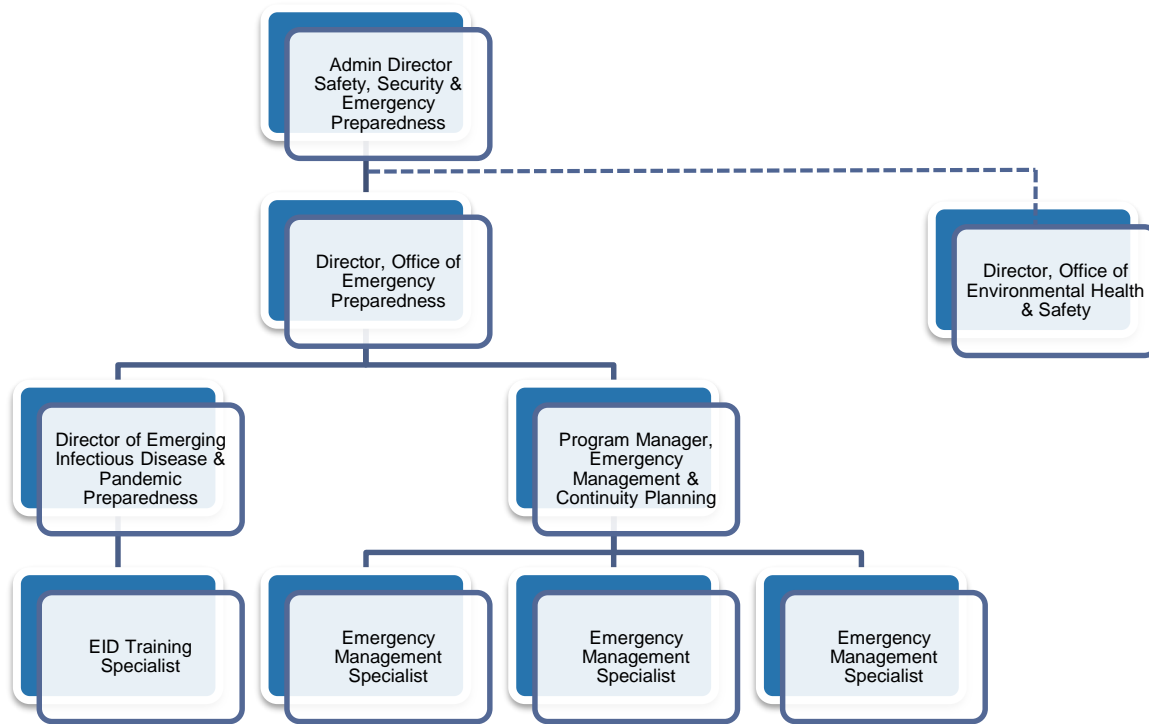 Admin Director
Safety, Security &
Emergency
Preparedness
Director, Office of
Emergency
Preparedness
Director, Office of
Environmental Health
& Safety
Director of Emerging
Infectious Disease &
Pandemic
Preparedness
Program Manager,
Emergency
Management &
Continuity Planning
EID Training
Specialist
Emergency
Management
Specialist
Emergency
Management
Specialist
Emergency
Management
Specialist